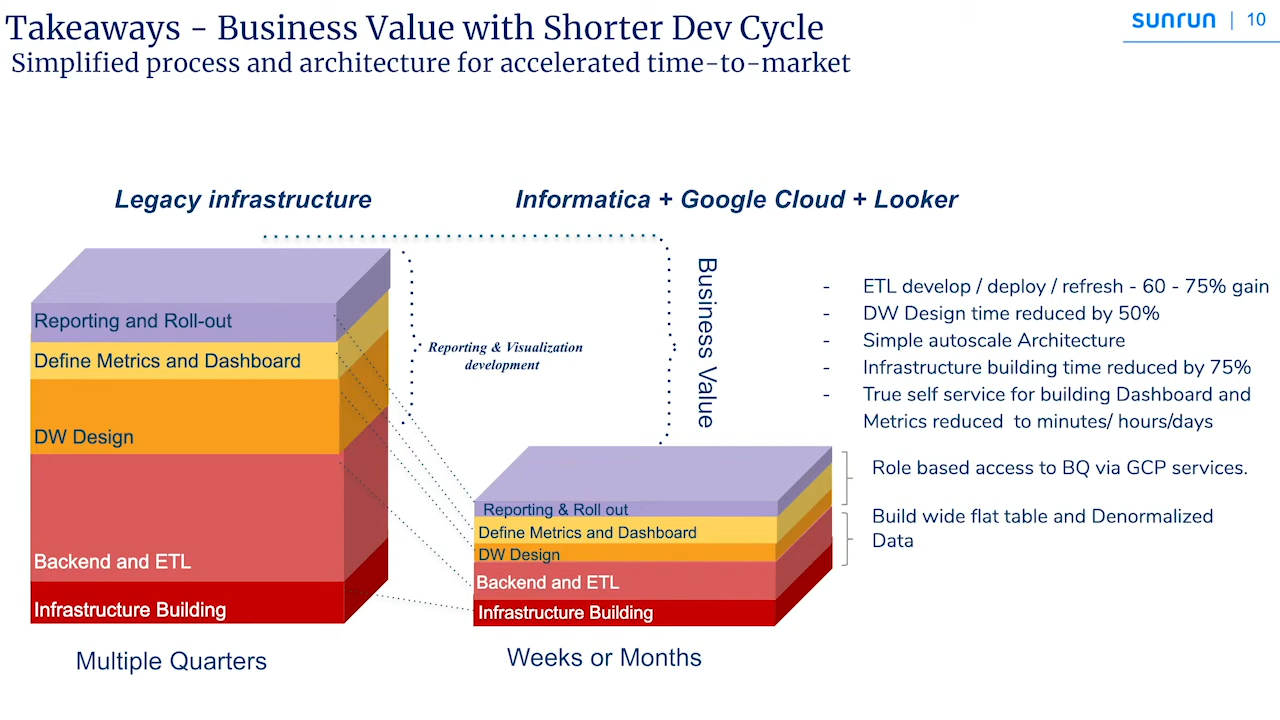 Takeaways - Business Value with Shorter Dev Cycle
Simplified process and architecture for accelerated time-to-market
sunrun | 10
Legacy infrastructure
Informatica + Google Cloud + Looker
Reporting and Roll-out
Define Metrics and Dashboard
DW Design
Backend and ETL
Infrastructure Building
Multiple Quarters
Reporting & Visualization
development
Business Value
Reporting & Roll out
Define Metrics and Dashboard
DW Design
Backend and ETL
Infrastructure Building
Weeks or Months
- ETL develop / deploy / refresh - 60 - 75% gain
- DW Design time reduced by 50%
- Simple autoscale Architecture
- Infrastructure building time reduced by 75%
- True self service for building Dashboard and
Metrics reduced to minutes/ hours/days
Role based access to BQ via GCP services.
Build wide flat table and Denormalized
Data